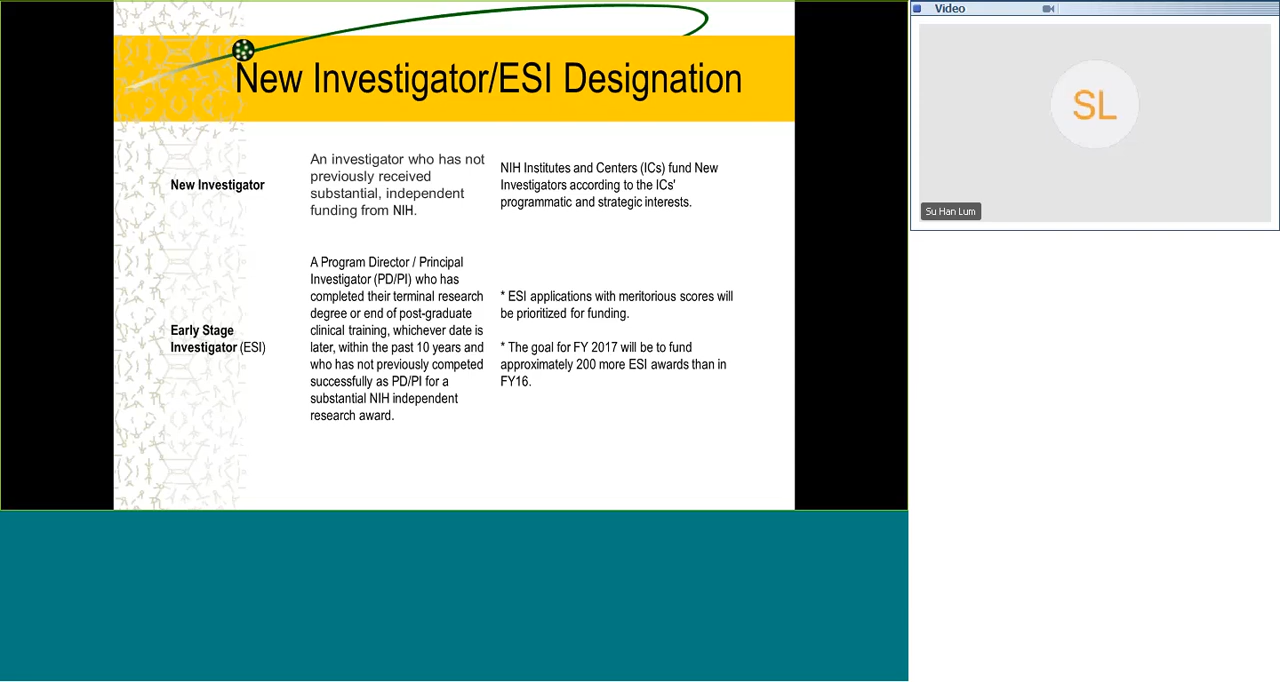 New Investigator/ESI Designation
New Investigator
An investigator who has not
previously received
substantial, independent
funding from NIH.
NIH Institutes and Centers (ICs) fund New
Investigators according to the ICs'
programmatic and strategic interests.
Early Stage
Investigator (ESI)
A Program Director / Principal
Investigator (PD/PI) who has
completed their terminal research
degree or end of post-graduate
clinical training, whichever date is
later, within the past 10 years and
who has not previously competed
successfully as PD/PI for a
substantial NIH independent
research award.
* ESI applications with meritorious scores will
be prioritized for funding.
* The goal for FY 2017 will be to fund
approximately 200 more ESI awards than in
FY16.
Video
SL
Su Han Lum